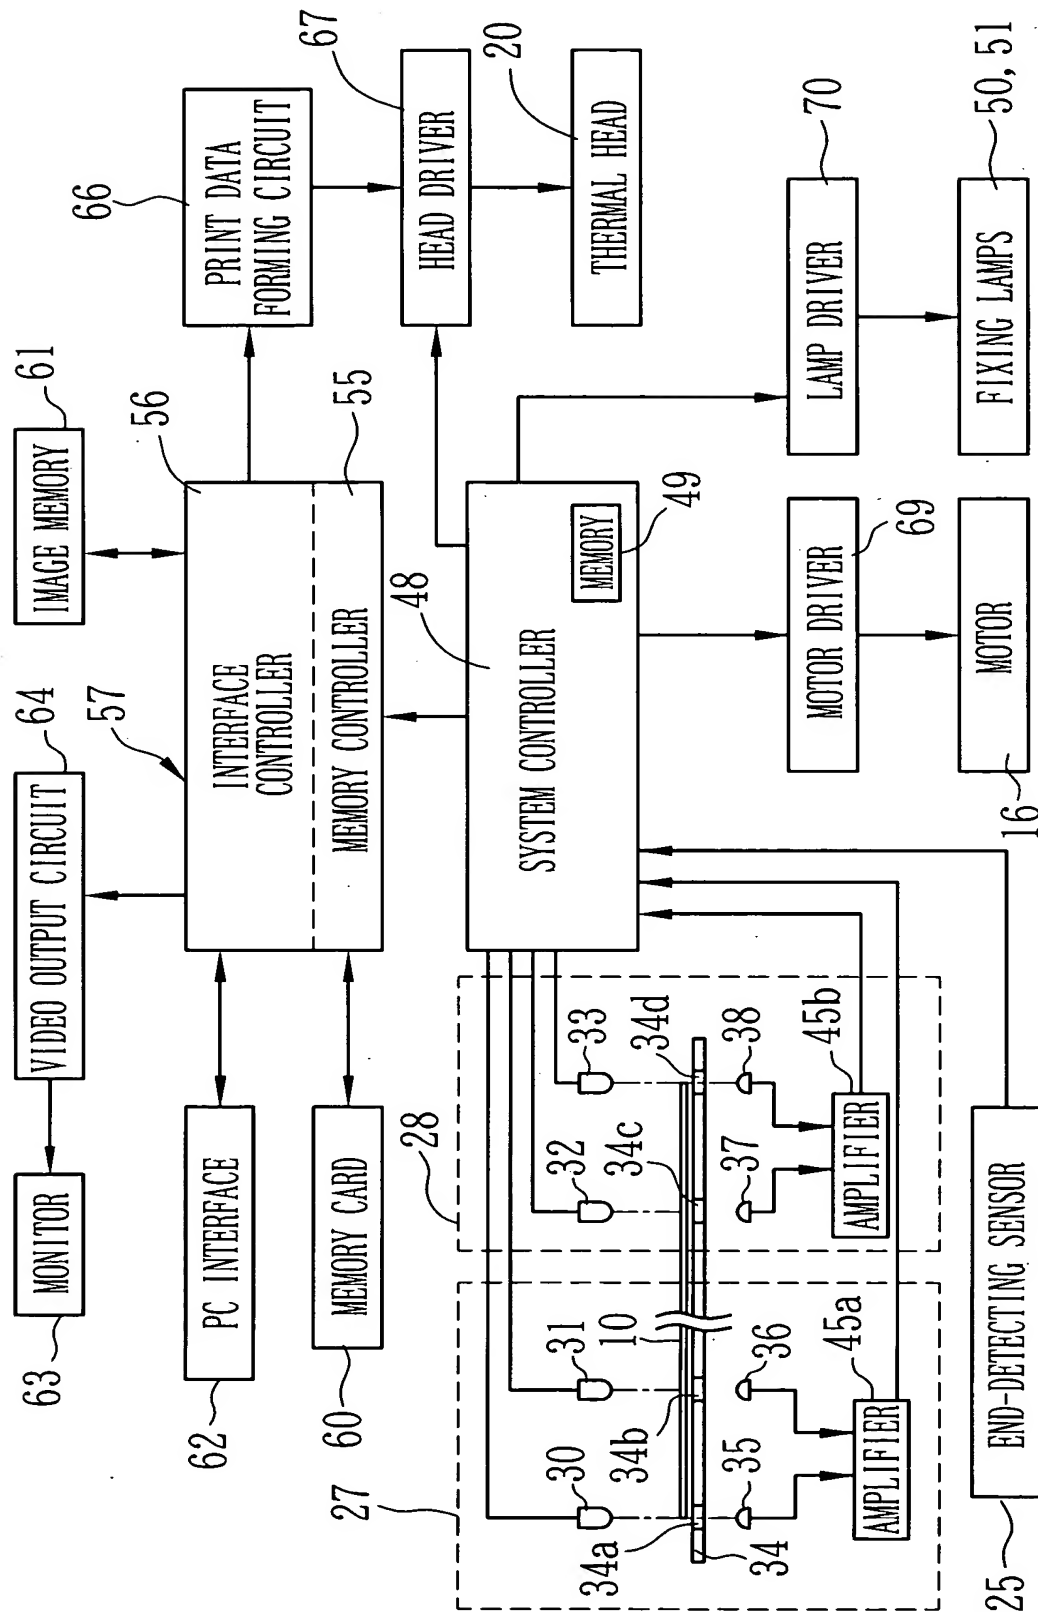 63
MONITOR
64
VIDEO OUTPUT CIRCUIT
61
IMAGE MEMORY
62
PC INTERFACE
60
MEMORY CARD
57
56
INTERFACE
CONTROLLER
55
MEMORY CONTROLLER
66
PRINT DATA
FORMING CIRCUIT
67
HEAD DRIVER
20
THERMAL HEAD
48
SYSTEM CONTROLLER
49
MEMORY
27
28
30
31
32
33
34a
34b
10
34c
34d
34
35
36
37
38
45a
AMPLIFIER
45b
AMPLIFIER
25
END-DETECTING SENSOR
69
MOTOR DRIVER
16
MOTOR
70
LAMP DRIVER
50, 51
FIXING LAMPS